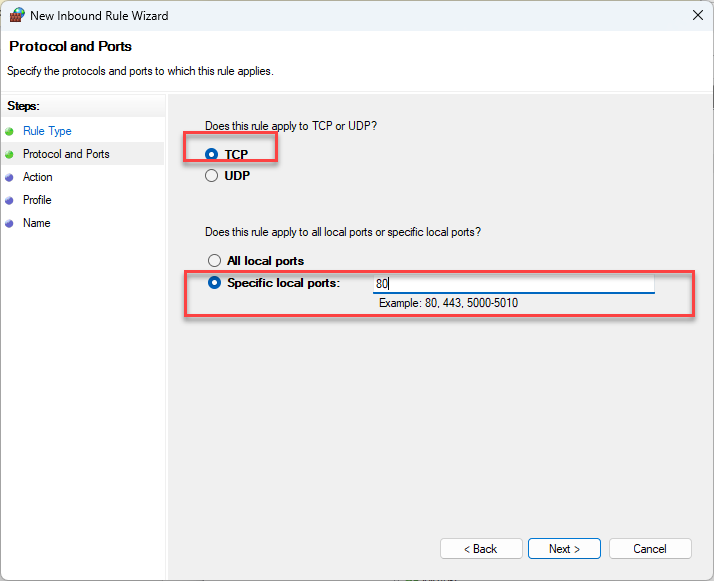 New Inbound Rule Wizard
Protocol and Ports
Specify the protocols and ports to which this rule applies.
Steps:
Rule Type
Protocol and Ports
Action
Profile
Name
Does this rule apply to TCP or UDP?
TCP
UDP
Does this rule apply to all local ports or specific local ports?
All local ports
Specific local ports: 80
Example: 80, 443, 5000-5010
< Back Next > Cancel